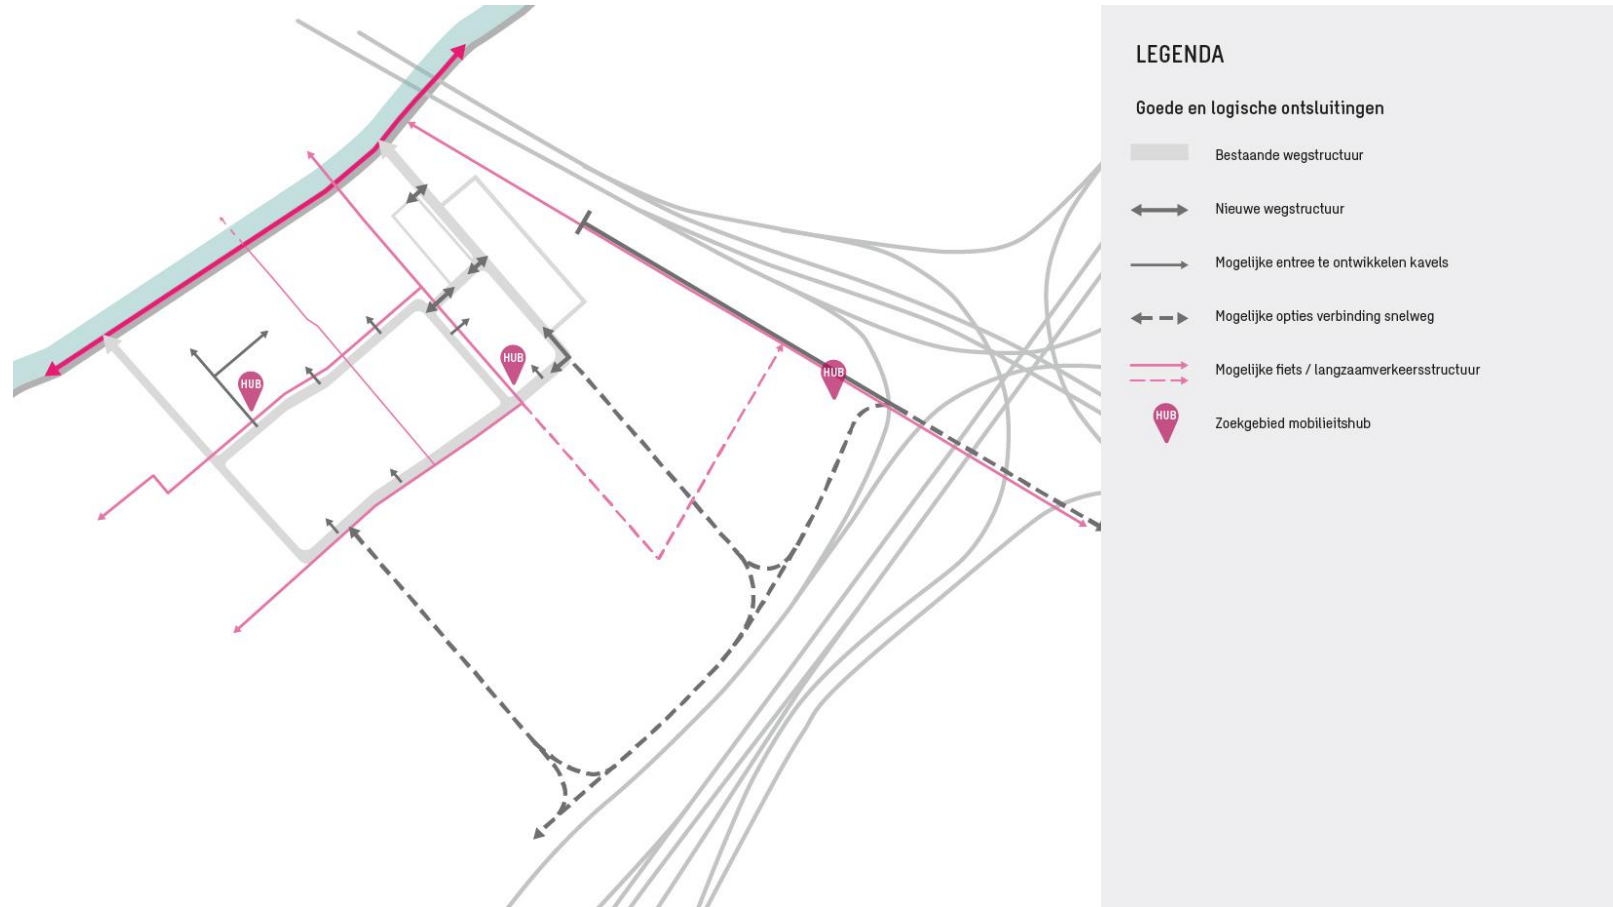 LEGENDA
Goede en logische ontsluitingen
Bestaande wegstructuur
Nieuwe wegstructuur
Mogelijke entree te ontwikkelen kavels
Mogelijke opties verbinding snelweg
Mogelijke fiets / langzaamverkeersstructuur
HUB Zoekgebied mobilieitshub
HUB
HUB
HUB